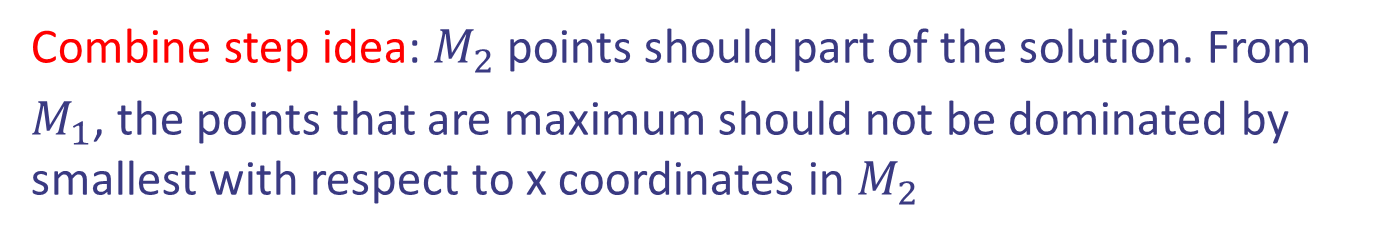 Combine step idea: M₂ points should part of the solution. From
M₁, the points that are maximum should not be dominated by
smallest with respect to x coordinates in M₂